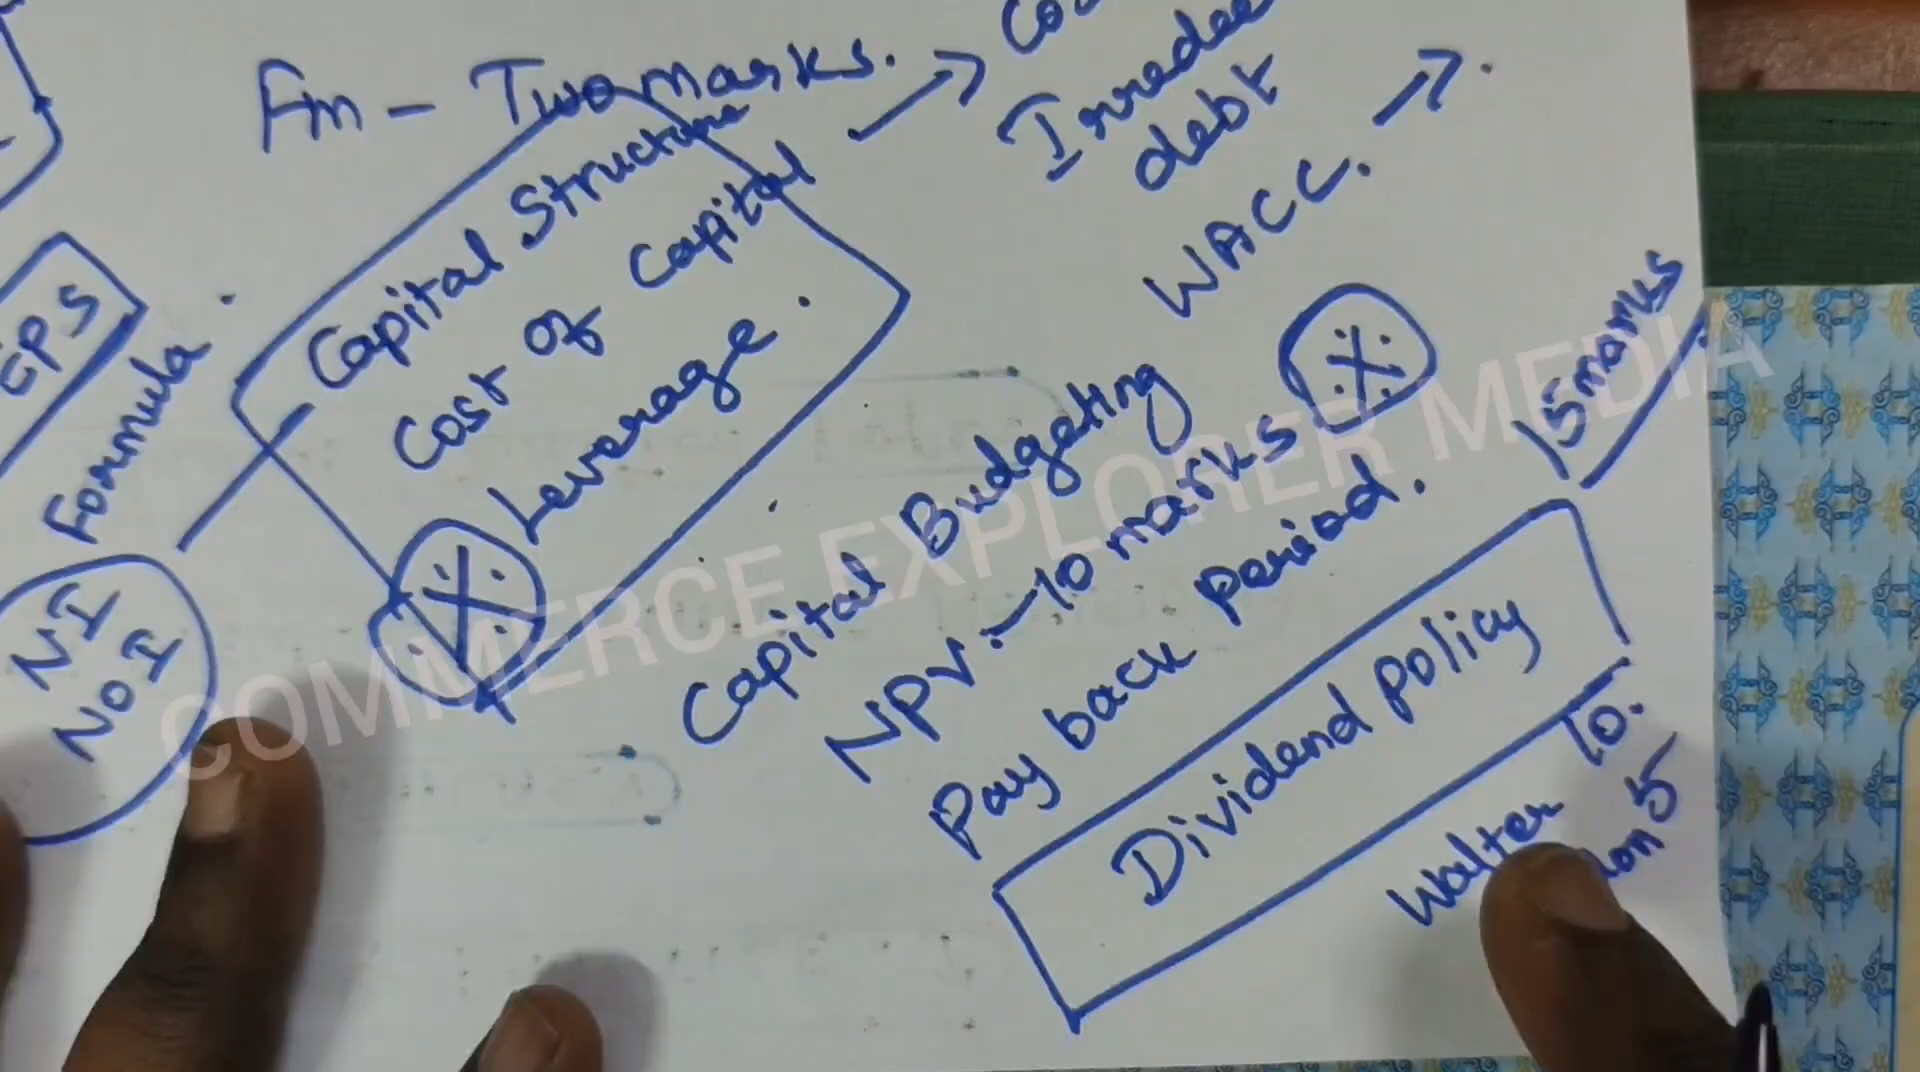 Fm - Two marks.
Capital Structure
Cost of Capital
Leverage.
debt
WACC.
EPS
Formula.
NI
NOI
Capital Budgeting
NPV:-10 marks
Pay back period.
15 marks
Dividend policy
Walter 10.
5
COMMERCE EXPLORER MEDIA